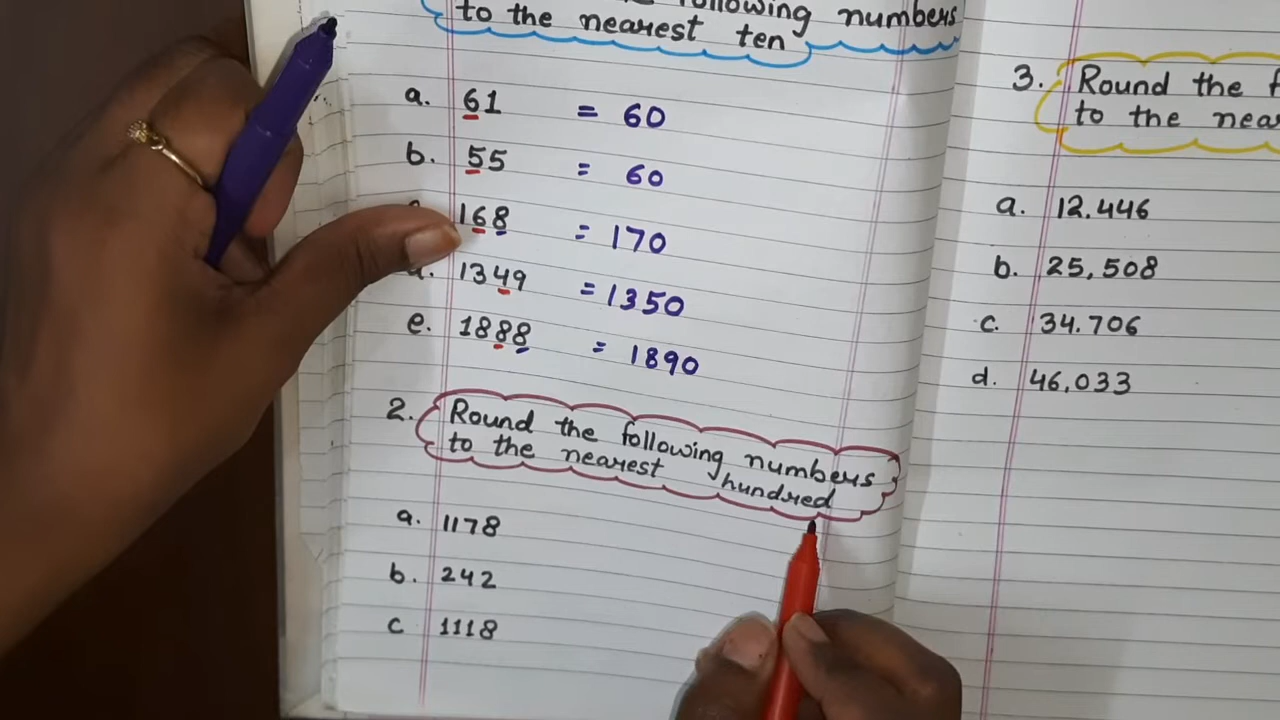 following numbers
to the nearest ten
a. 61 = 60
b. 55 = 60
168 = 170
1349 = 1350
e. 1888 = 1890
2. Round the following numbers
to the nearest hundred
a. 1178
b. 242
c 1118
3. Round the
to the
a. 12.446
b. 25,508
c. 34.706
d. 46,033